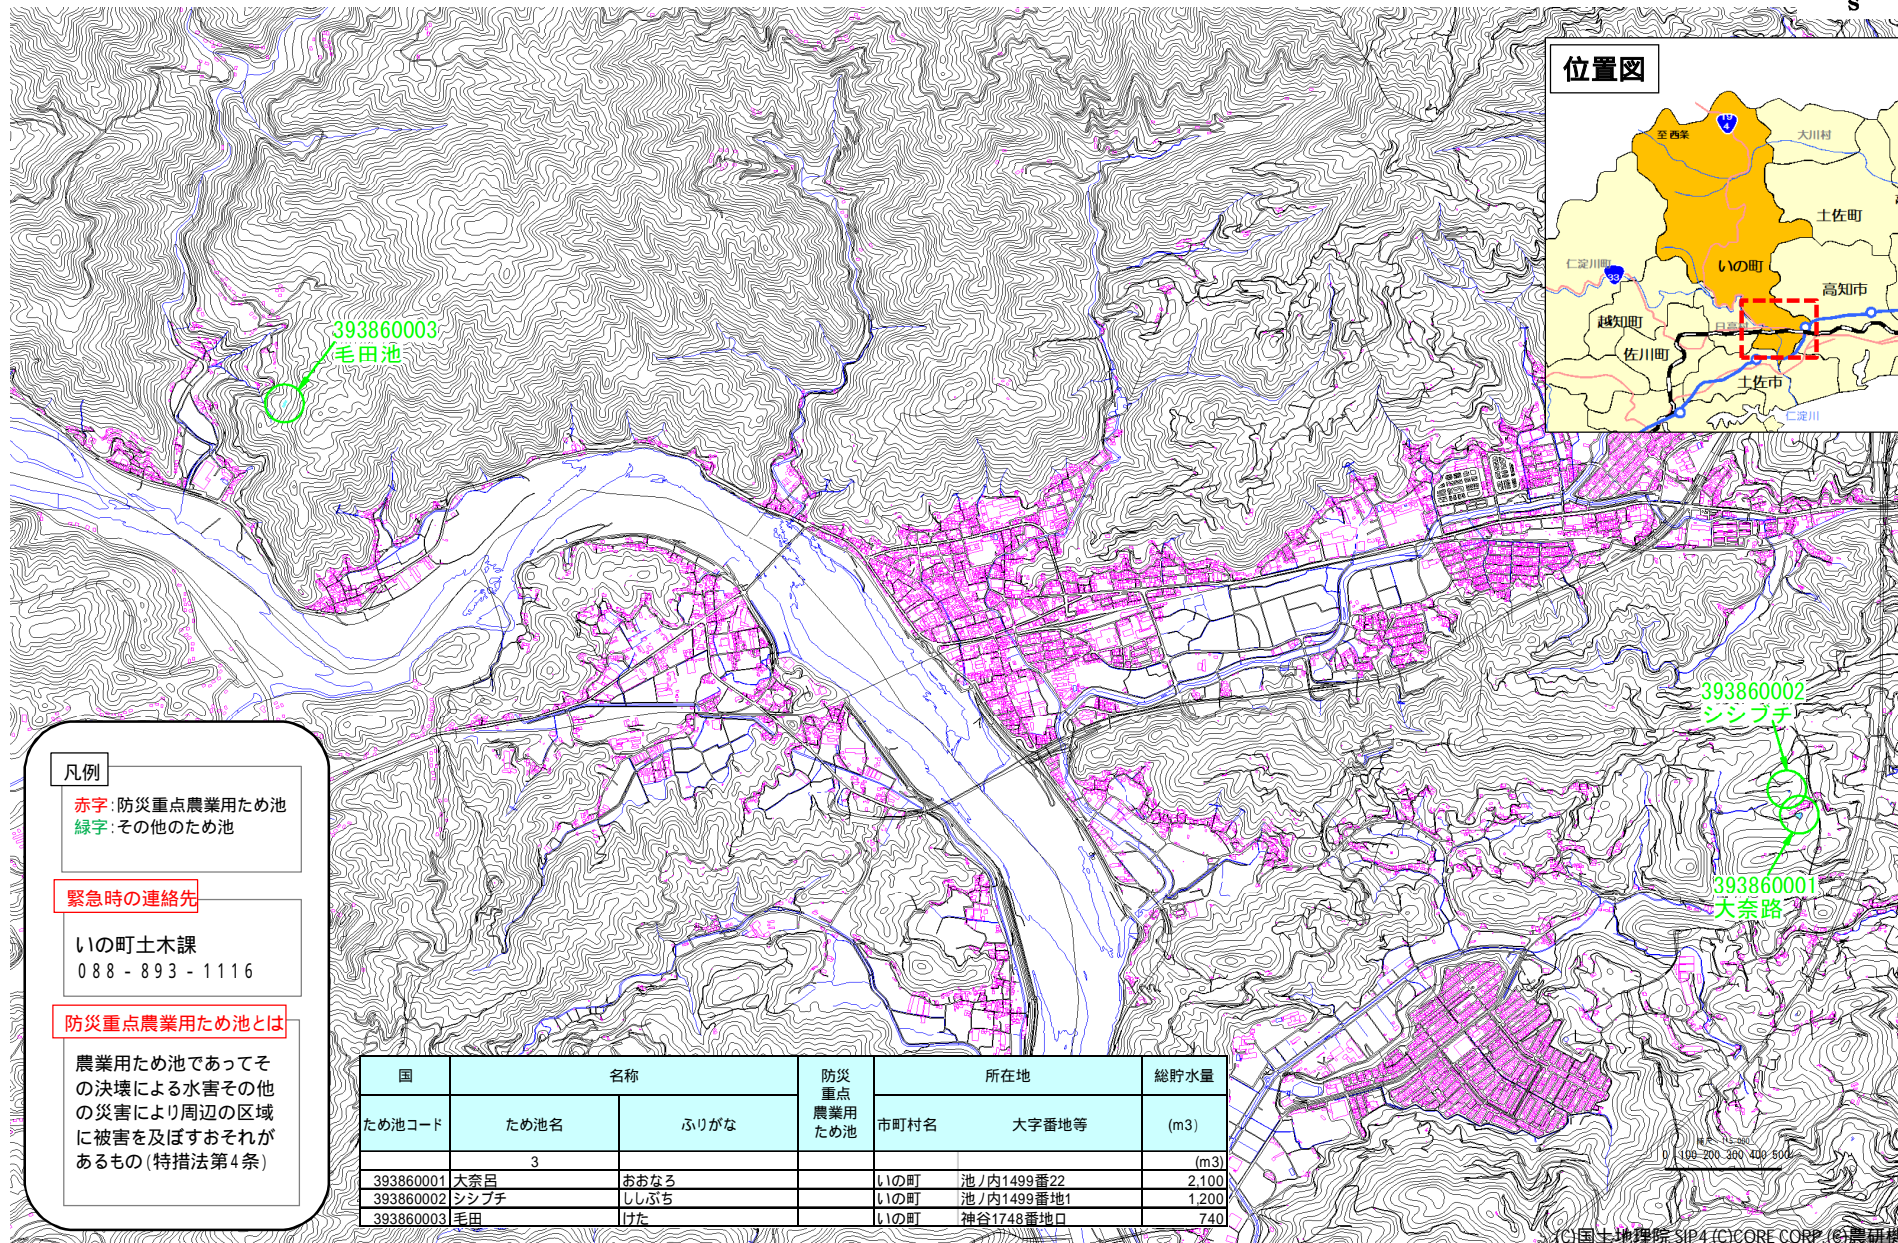 S
位置図
至 西条
194
大川村
土佐町
いの町
仁淀川町
33
高知市
越知町
日高村
佐川町
土佐市
仁淀川
393860003
毛田池
393860002
シシブチ
393860001
大奈路
凡例
赤字:防災重点農業用ため池
緑字:その他のため池
緊急時の連絡先
いの町土木課
088-893-1116
防災重点農業用ため池とは
農業用ため池であってそ
の決壊による水害その他
の災害により周辺の区域
に被害を及ぼすおそれが
あるもの(特措法第4条)
国 名称 防災重点農業用ため池 所在地 総貯水量
ため池コード ため池名 ふりがな 市町村名 大字番地等 (m3)
3 (m3)
393860001 大奈呂 おおなろ いの町 池ノ内1499番22 2,100
393860002 シシブチ ししぶち いの町 池ノ内1499番地1 1,200
393860003 毛田 けた いの町 神谷1748番地ロ 740
0 100 200 300 400 500
(C)国土地理院 SIP4 (C)CORE CORP. (C)農研機